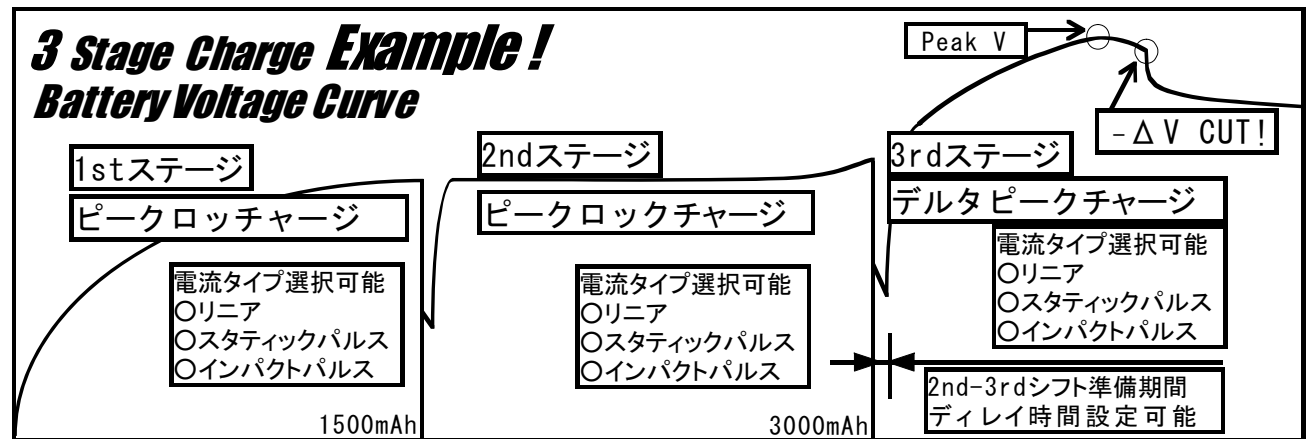 3 Stage Charge Example!
Battery Voltage Curve
Peak V
-ΔV CUT!
1stステージ
ピークロッチャージ
電流タイプ選択可能
○リニア
○スタティックパルス
○インパクトパルス
1500mAh
2ndステージ
ピークロックチャージ
電流タイプ選択可能
○リニア
○スタティックパルス
○インパクトパルス
3000mAh
3rdステージ
デルタピークチャージ
電流タイプ選択可能
○リニア
○スタティックパルス
○インパクトパルス
2nd-3rdシフト準備期間
ディレイ時間設定可能